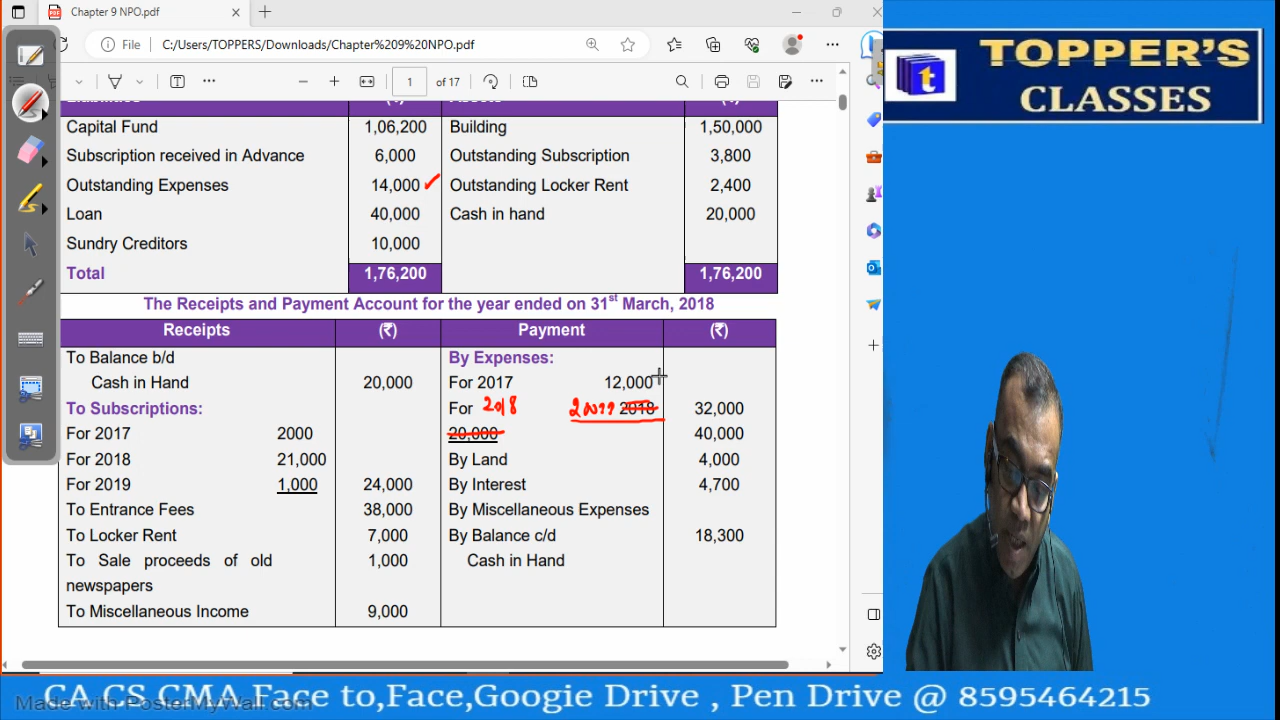 Chapter 9 NPO.pdf
File C:/Users/TOPPERS/Downloads/Chapter%209%20NPO.pdf
1 of 17
TOPPER'S
CLASSES
t
Capital Fund 1,06,200 Building 1,50,000
Subscription received in Advance 6,000 Outstanding Subscription 3,800
Outstanding Expenses 14,000 Outstanding Locker Rent 2,400
Loan 40,000 Cash in hand 20,000
Sundry Creditors 10,000
Total 1,76,200 1,76,200
The Receipts and Payment Account for the year ended on 31st March, 2018
Receipts (₹) Payment (₹)
To Balance b/d By Expenses:
Cash in Hand 20,000 For 2017 12,000
To Subscriptions: For 2018 2018 32,000
For 2017 2000 20,000 40,000
For 2018 21,000 By Land 4,000
For 2019 1,000 24,000 By Interest 4,700
To Entrance Fees 38,000 By Miscellaneous Expenses
To Locker Rent 7,000 By Balance c/d 18,300
To Sale proceeds of old 1,000 Cash in Hand
newspapers
To Miscellaneous Income 9,000
CA,CS,CMA,Face to,Face,Googie Drive , Pen Drive @ 8595464215
Made with PosterMyWall.com